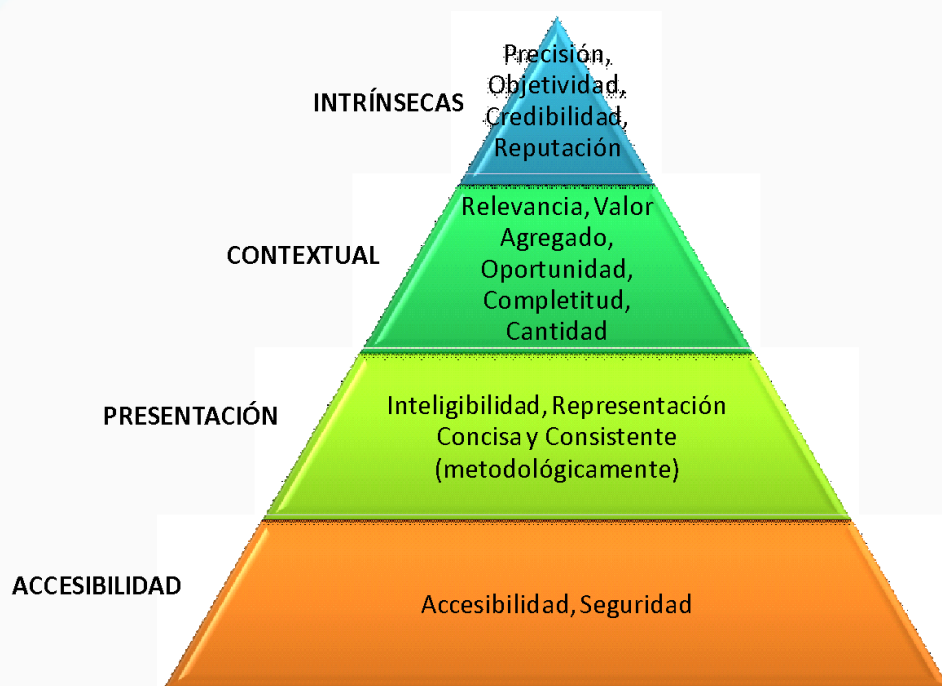 INTRÍNSECAS
Precisión,
Objetividad,
Credibilidad,
Reputación
CONTEXTUAL
Relevancia, Valor
Agregado,
Oportunidad,
Completitud,
Cantidad
PRESENTACIÓN
Inteligibilidad, Representación
Concisa y Consistente
(metodológicamente)
ACCESIBILIDAD
Accesibilidad, Seguridad